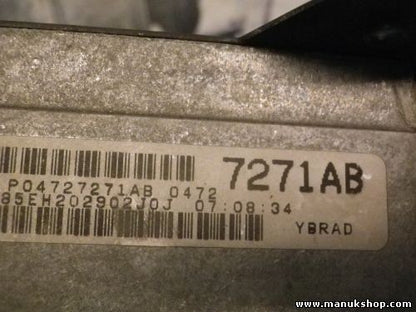 P04727271AB 0472 7271AB
85EH202902J0J 07:08:34 YBRAD
www.manukshop.com